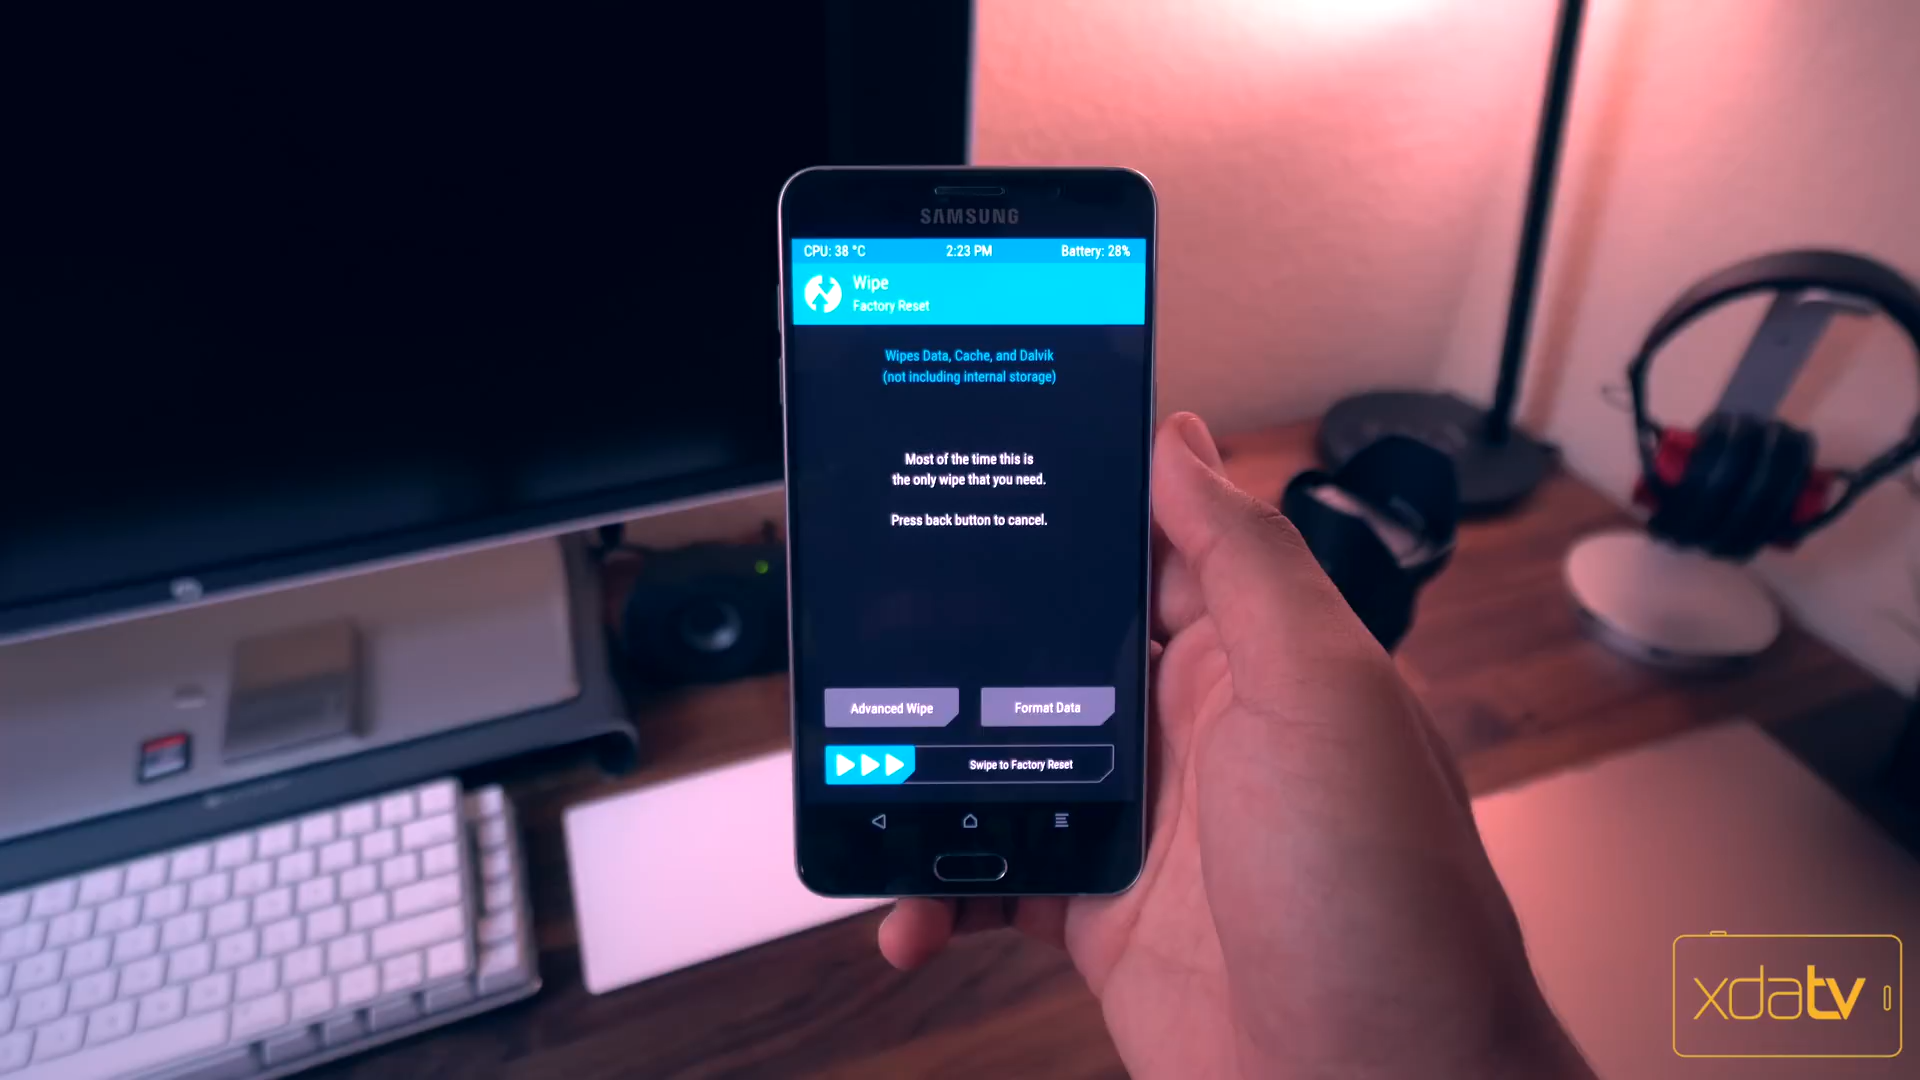 SAMSUNG
CPU: 38 °C 2:23 PM Battery: 28%
Wipe
Factory Reset
Wipes Data, Cache, and Dalvik
(not including internal storage)
Most of the time this is
the only wipe that you need.
Press back button to cancel.
Advanced Wipe Format Data
Swipe to Factory Reset
xdatv